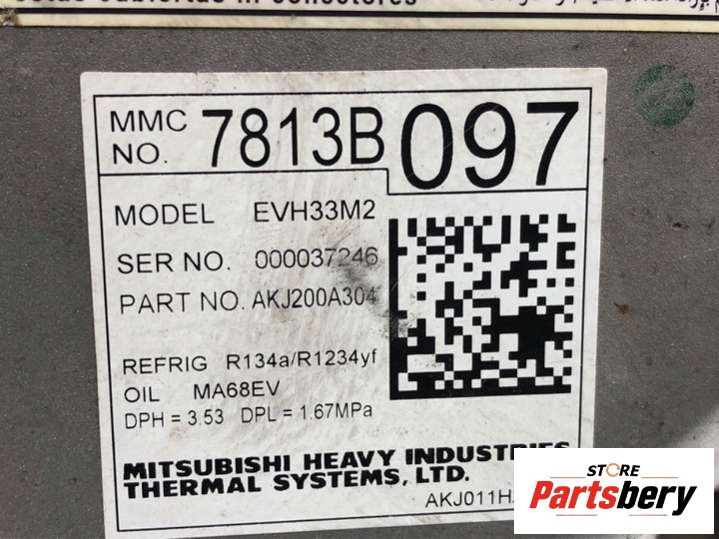 MMC NO. 7813B097
MODEL EVH33M2
SER NO. 000037246
PART NO. AKJ200A304
REFRIG R134a/R1234yf
OIL MA68EV
DPH = 3.53 DPL = 1.67MPa
MITSUBISHI HEAVY INDUSTRIES
THERMAL SYSTEMS, LTD.
AKJ011H
STORE
Partsbery